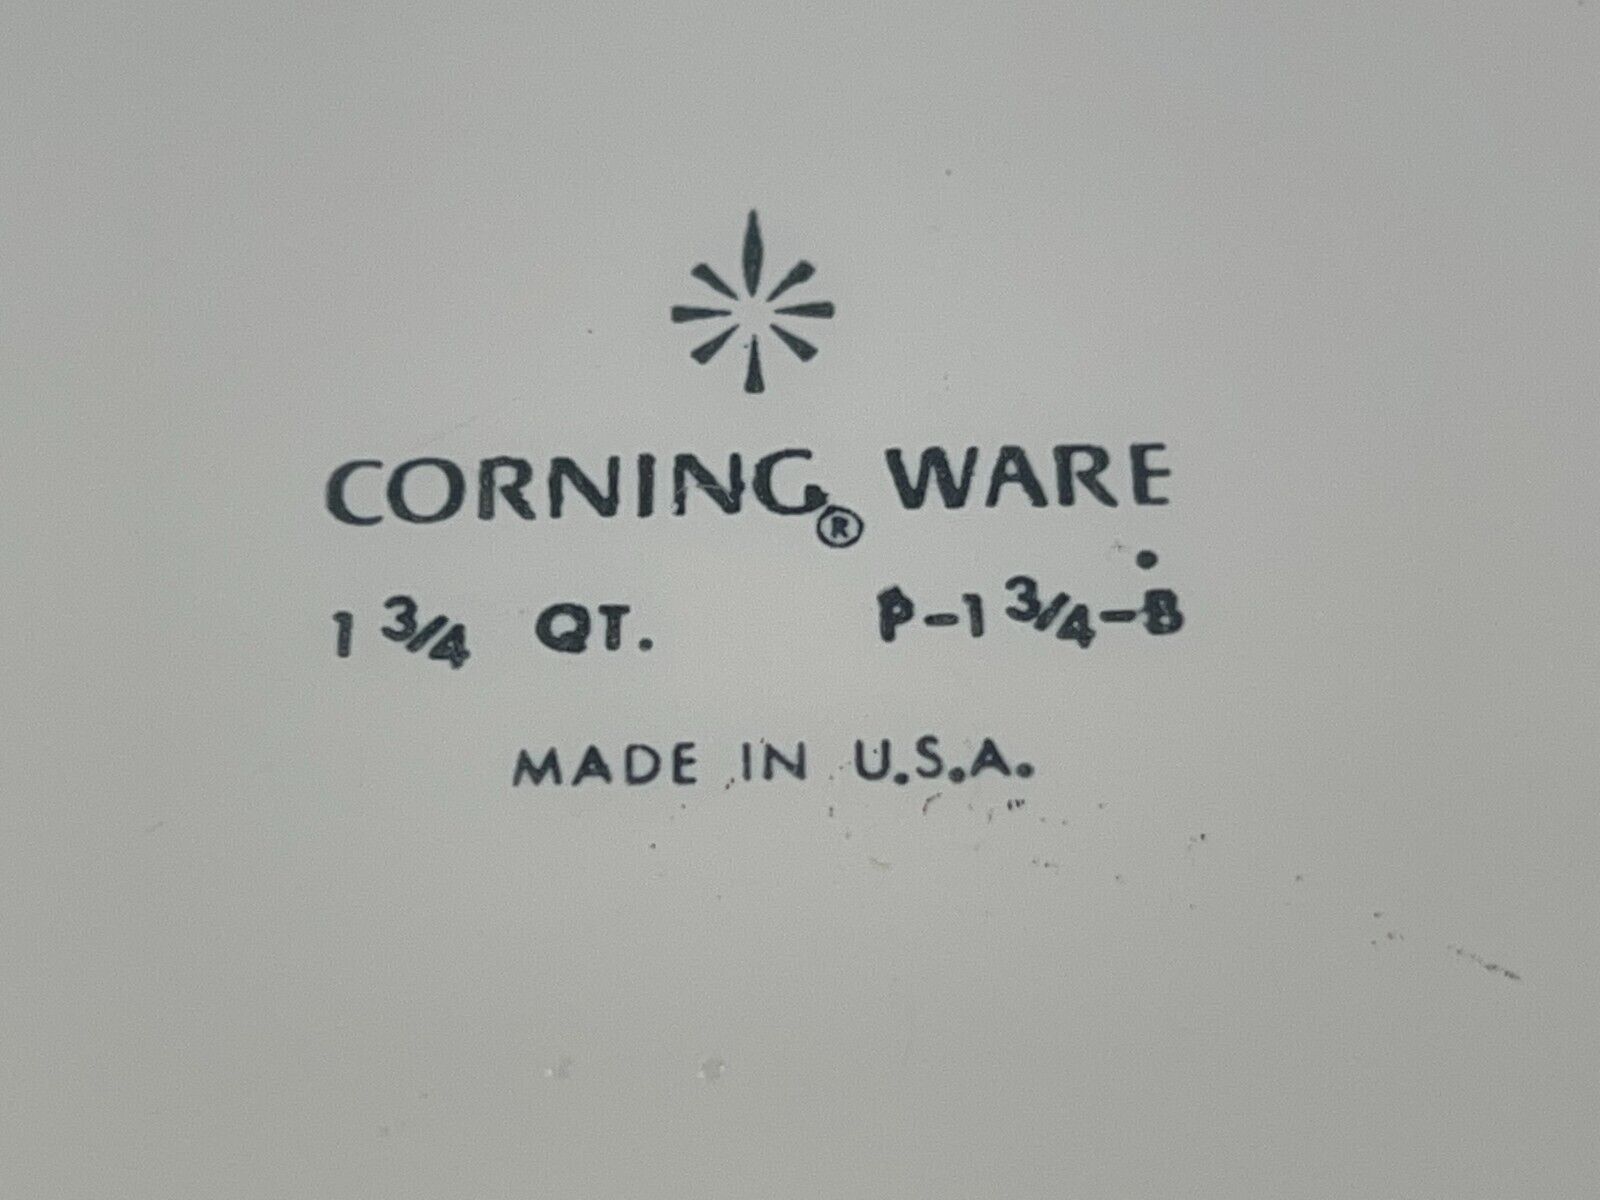 CORNING® WARE
1 3/4 QT. P-1 3/4-B
MADE IN U.S.A.